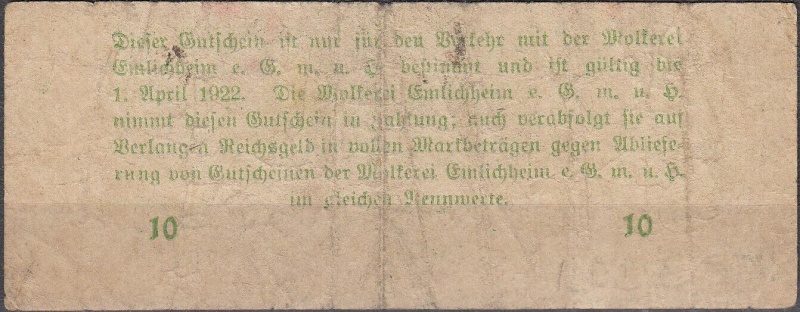 Dieser Gutschein ist nur für den Verkehr mit der Molkerei
Emlichheim e. G. m. u. H. bestimmt und ist gültig bis
1. April 1922. Die Molkerei Emlichheim e. G. m. u. H.
nimmt diesen Gutschein in Zahlung; auch verabfolgt sie auf
Verlangen Reichsgeld in vollen Markbeträgen gegen Abliefe-
rung von Gutscheinen der Molkerei Emlichheim e. G. m. u. H.
im gleichen Nennwerte.
10 10